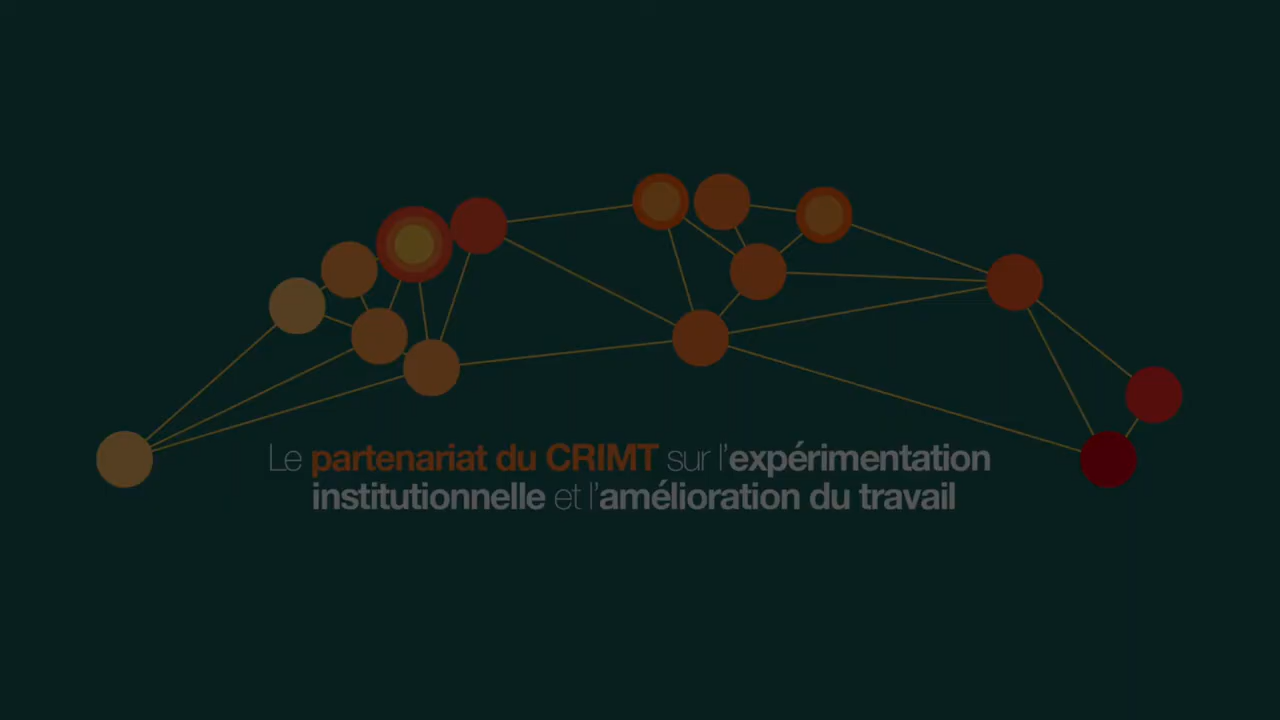 Le partenariat du CRIMT sur l'expérimentation
institutionnelle et l'amélioration du travail